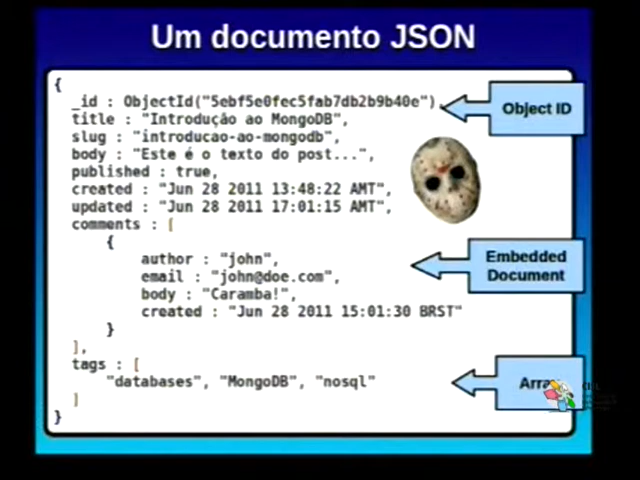 Um documento JSON
{
_id : ObjectId("5ebf5e0fec5fab7db2b9b40e"),
title : "Introdução ao MongoDB",
slug : "introducao-ao-mongodb",
body : "Este é o texto do post...",
published : true,
created : "Jun 28 2011 13:48:22 AMT",
updated : "Jun 28 2011 17:01:15 AMT",
comments : [
{
author : "john",
email : "john@doe.com",
body : "Caramba!",
created : "Jun 28 2011 15:01:30 BRST"
}
],
tags : [
"databases", "MongoDB", "nosql"
]
}
Object ID
Embedded
Document